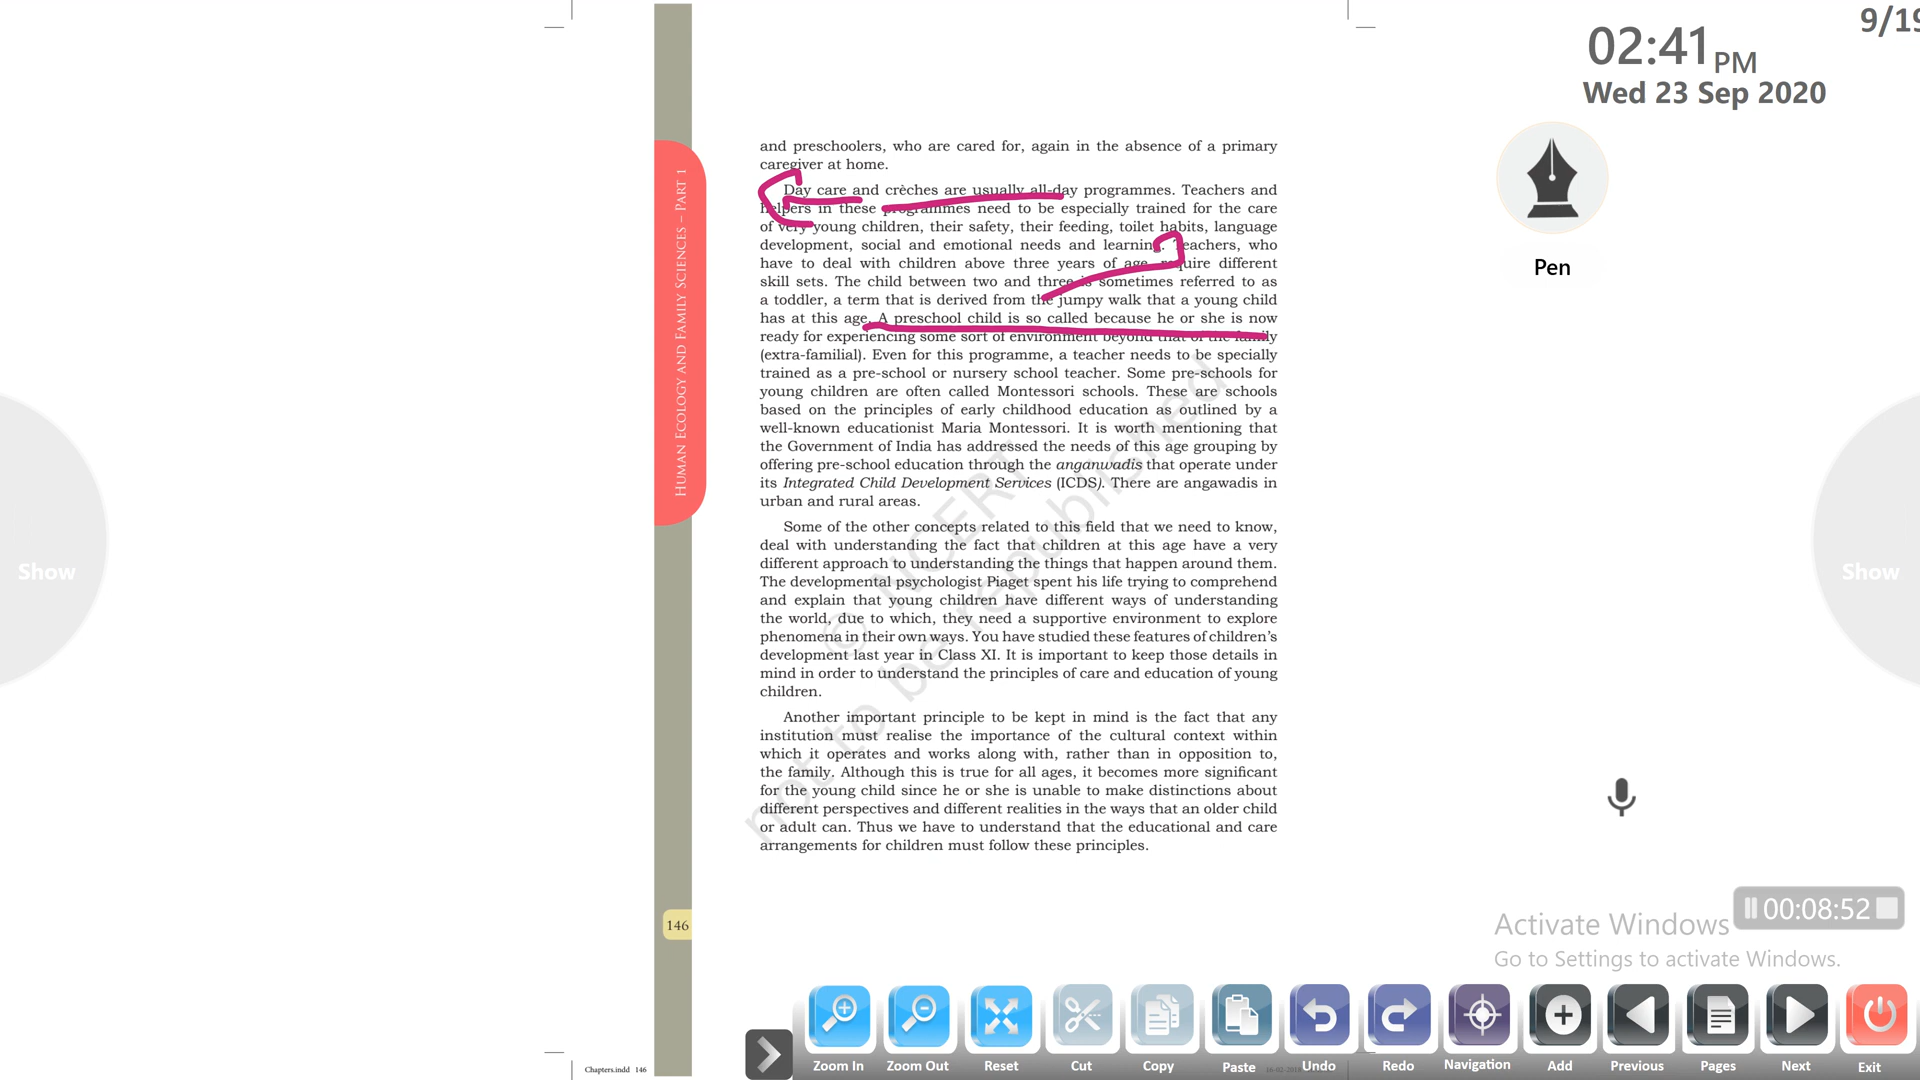 9/19
02:41 PM
Wed 23 Sep 2020
Pen
HUMAN ECOLOGY AND FAMILY SCIENCES – PART 1
and preschoolers, who are cared for, again in the absence of a primary
caregiver at home.
Day care and crèches are usually all-day programmes. Teachers and
helpers in these programmes need to be especially trained for the care
of very young children, their safety, their feeding, toilet habits, language
development, social and emotional needs and learning. Teachers, who
have to deal with children above three years of age, require different
skill sets. The child between two and three is sometimes referred to as
a toddler, a term that is derived from the jumpy walk that a young child
has at this age. A preschool child is so called because he or she is now
ready for experiencing some sort of environment beyond that of the family
(extra-familial). Even for this programme, a teacher needs to be specially
trained as a pre-school or nursery school teacher. Some pre-schools for
young children are often called Montessori schools. These are schools
based on the principles of early childhood education as outlined by a
well-known educationist Maria Montessori. It is worth mentioning that
the Government of India has addressed the needs of this age grouping by
offering pre-school education through the anganwadis that operate under
its Integrated Child Development Services (ICDS). There are angawadis in
urban and rural areas.
Some of the other concepts related to this field that we need to know,
deal with understanding the fact that children at this age have a very
different approach to understanding the things that happen around them.
The developmental psychologist Piaget spent his life trying to comprehend
and explain that young children have different ways of understanding
the world, due to which, they need a supportive environment to explore
phenomena in their own ways. You have studied these features of children's
development last year in Class XI. It is important to keep those details in
mind in order to understand the principles of care and education of young
children.
Another important principle to be kept in mind is the fact that any
institution must realise the importance of the cultural context within
which it operates and works along with, rather than in opposition to,
the family. Although this is true for all ages, it becomes more significant
for the young child since he or she is unable to make distinctions about
different perspectives and different realities in the ways that an older child
or adult can. Thus we have to understand that the educational and care
arrangements for children must follow these principles.
© NCERT
not to be republished
Show
Show
146
00:08:52
Activate Windows
Go to Settings to activate Windows.
Chapters.indd 146
Zoom In Zoom Out Reset Cut Copy Paste Undo Redo Navigation Add Previous Pages Next Exit